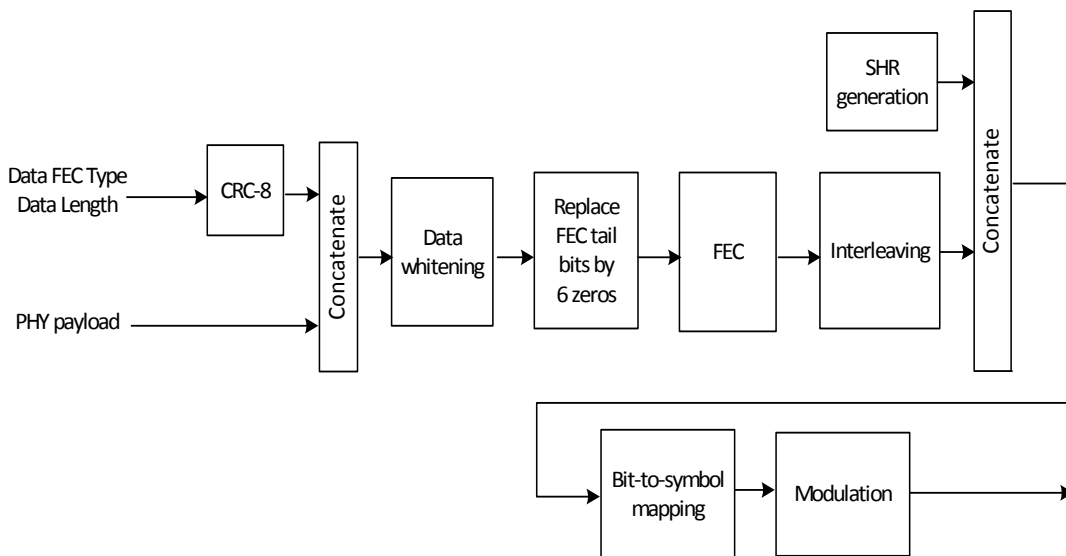 SHR
generation
Concatenate
Data FEC Type
Data Length
CRC-8
Concatenate
PHY payload
Data
whitening
Replace
FEC tail
bits by
6 zeros
FEC
Interleaving
Bit-to-symbol
mapping
Modulation